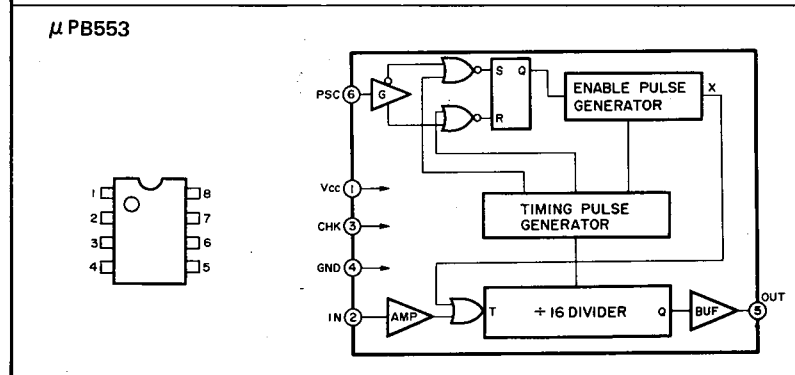 μPB553
PSC 6
G
S Q
R
ENABLE PULSE
GENERATOR
X
Vcc 1
CHK 3
GND 4
TIMING PULSE
GENERATOR
IN 2
AMP
T ÷16 DIVIDER Q
BUF
OUT
5
1 8
2 7
3 6
4 5